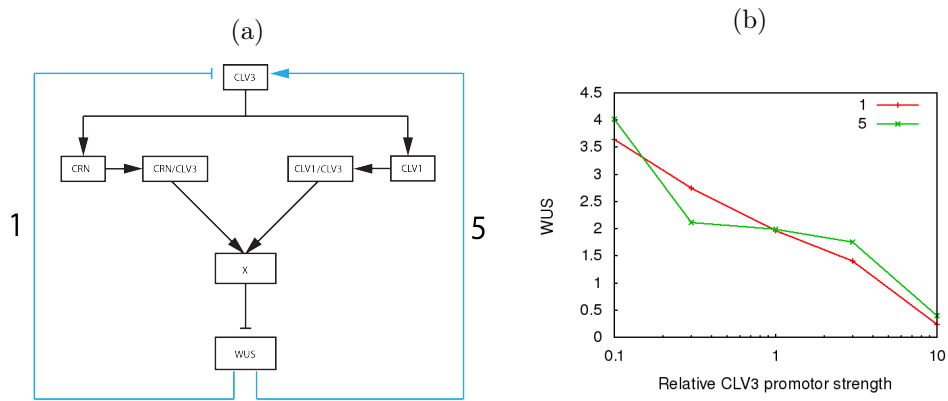 (a)
CLV3
CRN
CRN/CLV3
CLV1/CLV3
CLV1
1
5
X
WUS
(b)
4.5
4
3.5
3
2.5
2
1.5
1
0.5
0
WUS
1
5
0.1
1
10
Relative CLV3 promotor strength